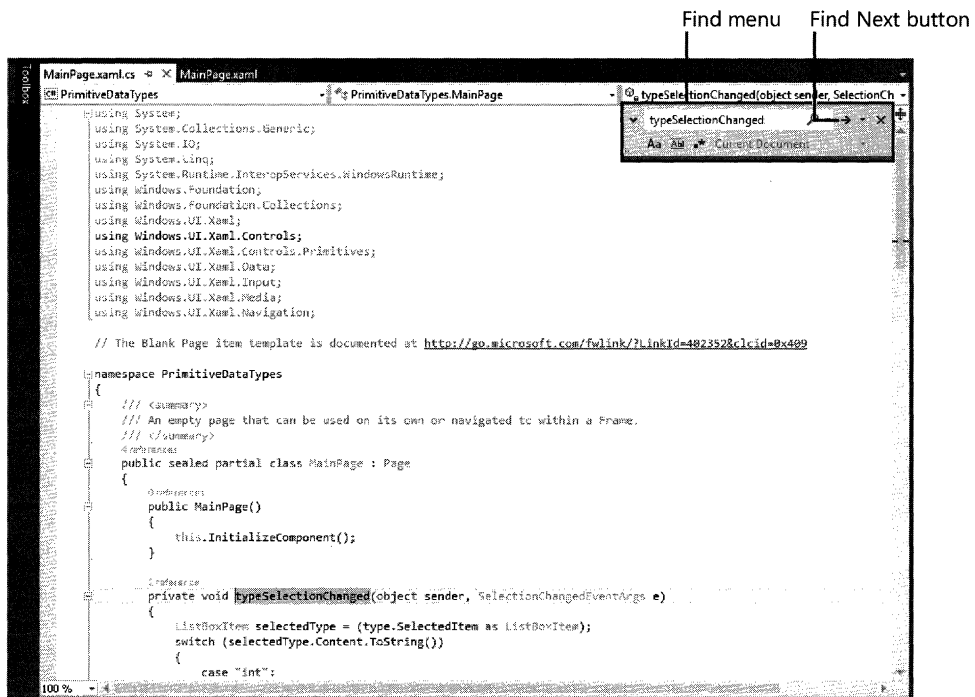 Find menu Find Next button
Toolbox
MainPage.xaml.cs MainPage.xaml
C# PrimitiveDataTypes PrimitiveDataTypes.MainPage typeSelectionChanged(object sender, SelectionCh
typeSelectionChanged
Aa Abl .* Current Document
using System;
using System.Collections.Generic;
using System.IO;
using System.Linq;
using System.Runtime.InteropServices.WindowsRuntime;
using Windows.Foundation;
using Windows.Foundation.Collections;
using Windows.UI.Xaml;
using Windows.UI.Xaml.Controls;
using Windows.UI.Xaml.Controls.Primitives;
using Windows.UI.Xaml.Data;
using Windows.UI.Xaml.Input;
using Windows.UI.Xaml.Media;
using Windows.UI.Xaml.Navigation;
// The Blank Page item template is documented at http://go.microsoft.com/fwlink/?LinkId=402352&clcid=0x409
namespace PrimitiveDataTypes
{
/// <summary>
/// An empty page that can be used on its own or navigated to within a Frame.
/// </summary>
4 references
public sealed partial class MainPage : Page
{
0 references
public MainPage()
{
this.InitializeComponent();
}
reference
private void typeSelectionChanged(object sender, SelectionChangedEventArgs e)
{
ListBoxItem selectedType = (type.SelectedItem as ListBoxItem);
switch (selectedType.Content.ToString())
{
case "int":
100 %